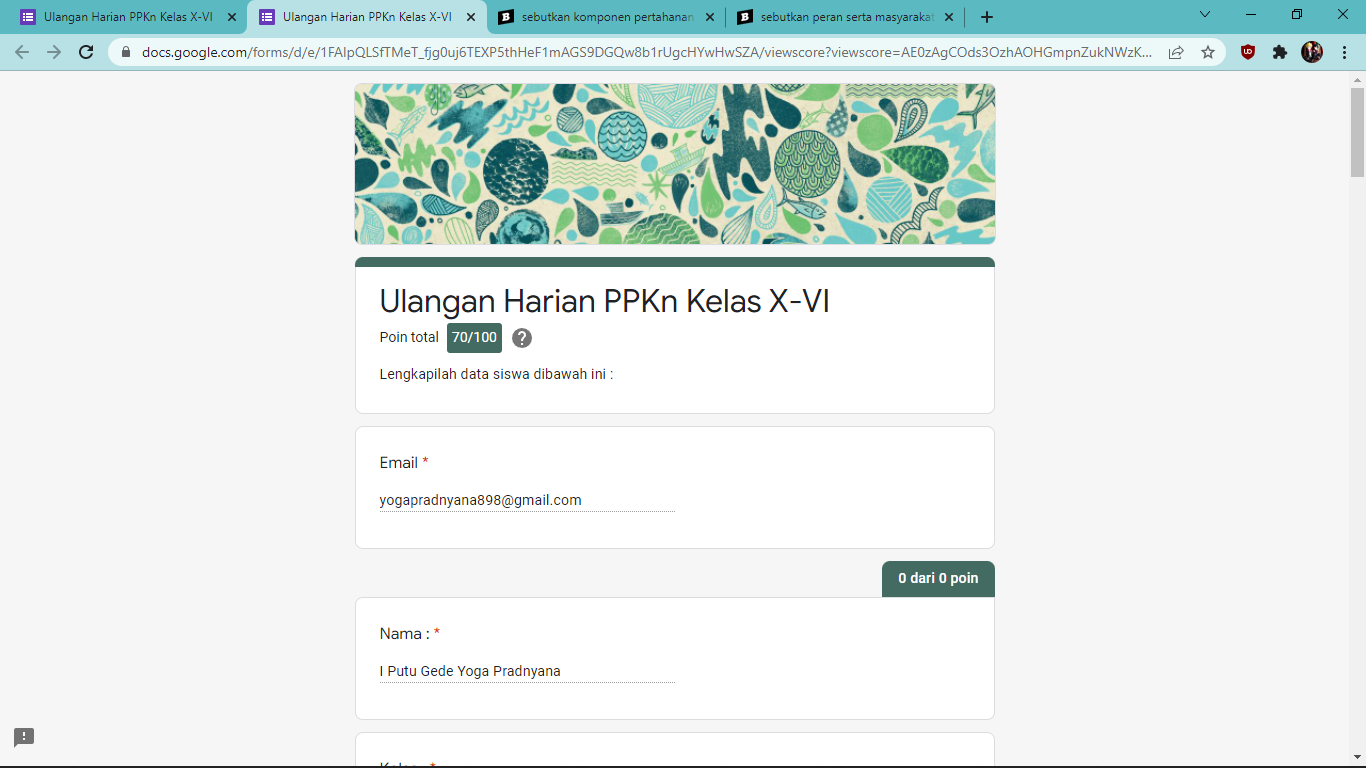 Ulangan Harian PPKn Kelas X-VI
Ulangan Harian PPKn Kelas X-VI
sebutkan komponen pertahanan
sebutkan peran serta masyarakat
docs.google.com/forms/d/e/1FAIpQLSfTMeT_fjg0uj6TEXP5thHeF1mAGS9DGQw8b1rUgcHYwHwSZA/viewscore?viewscore=AE0zAgCOds3OzhAOHGmpnZukNWzK...
Ulangan Harian PPKn Kelas X-VI
Poin total 70/100
Lengkapilah data siswa dibawah ini :
Email *
yogapradnyana898@gmail.com
0 dari 0 poin
Nama : *
I Putu Gede Yoga Pradnyana